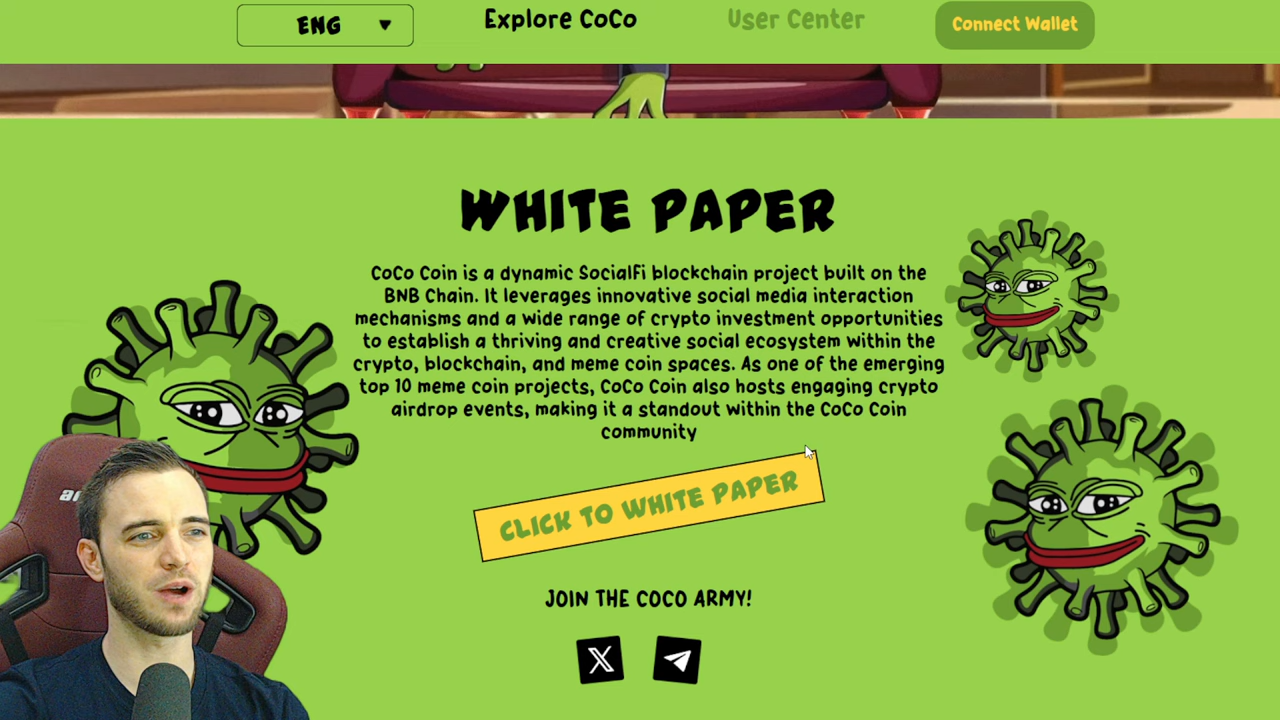 ENG
Explore CoCo
User Center
Connect Wallet
WHITE PAPER
CoCo Coin is a dynamic SocialFi blockchain project built on the
BNB Chain. It leverages innovative social media interaction
mechanisms and a wide range of crypto investment opportunities
to establish a thriving and creative social ecosystem within the
crypto, blockchain, and meme coin spaces. As one of the emerging
top 10 meme coin projects, CoCo Coin also hosts engaging crypto
airdrop events, making it a standout within the CoCo Coin
community
CLICK TO WHITE PAPER
JOIN THE COCO ARMY!